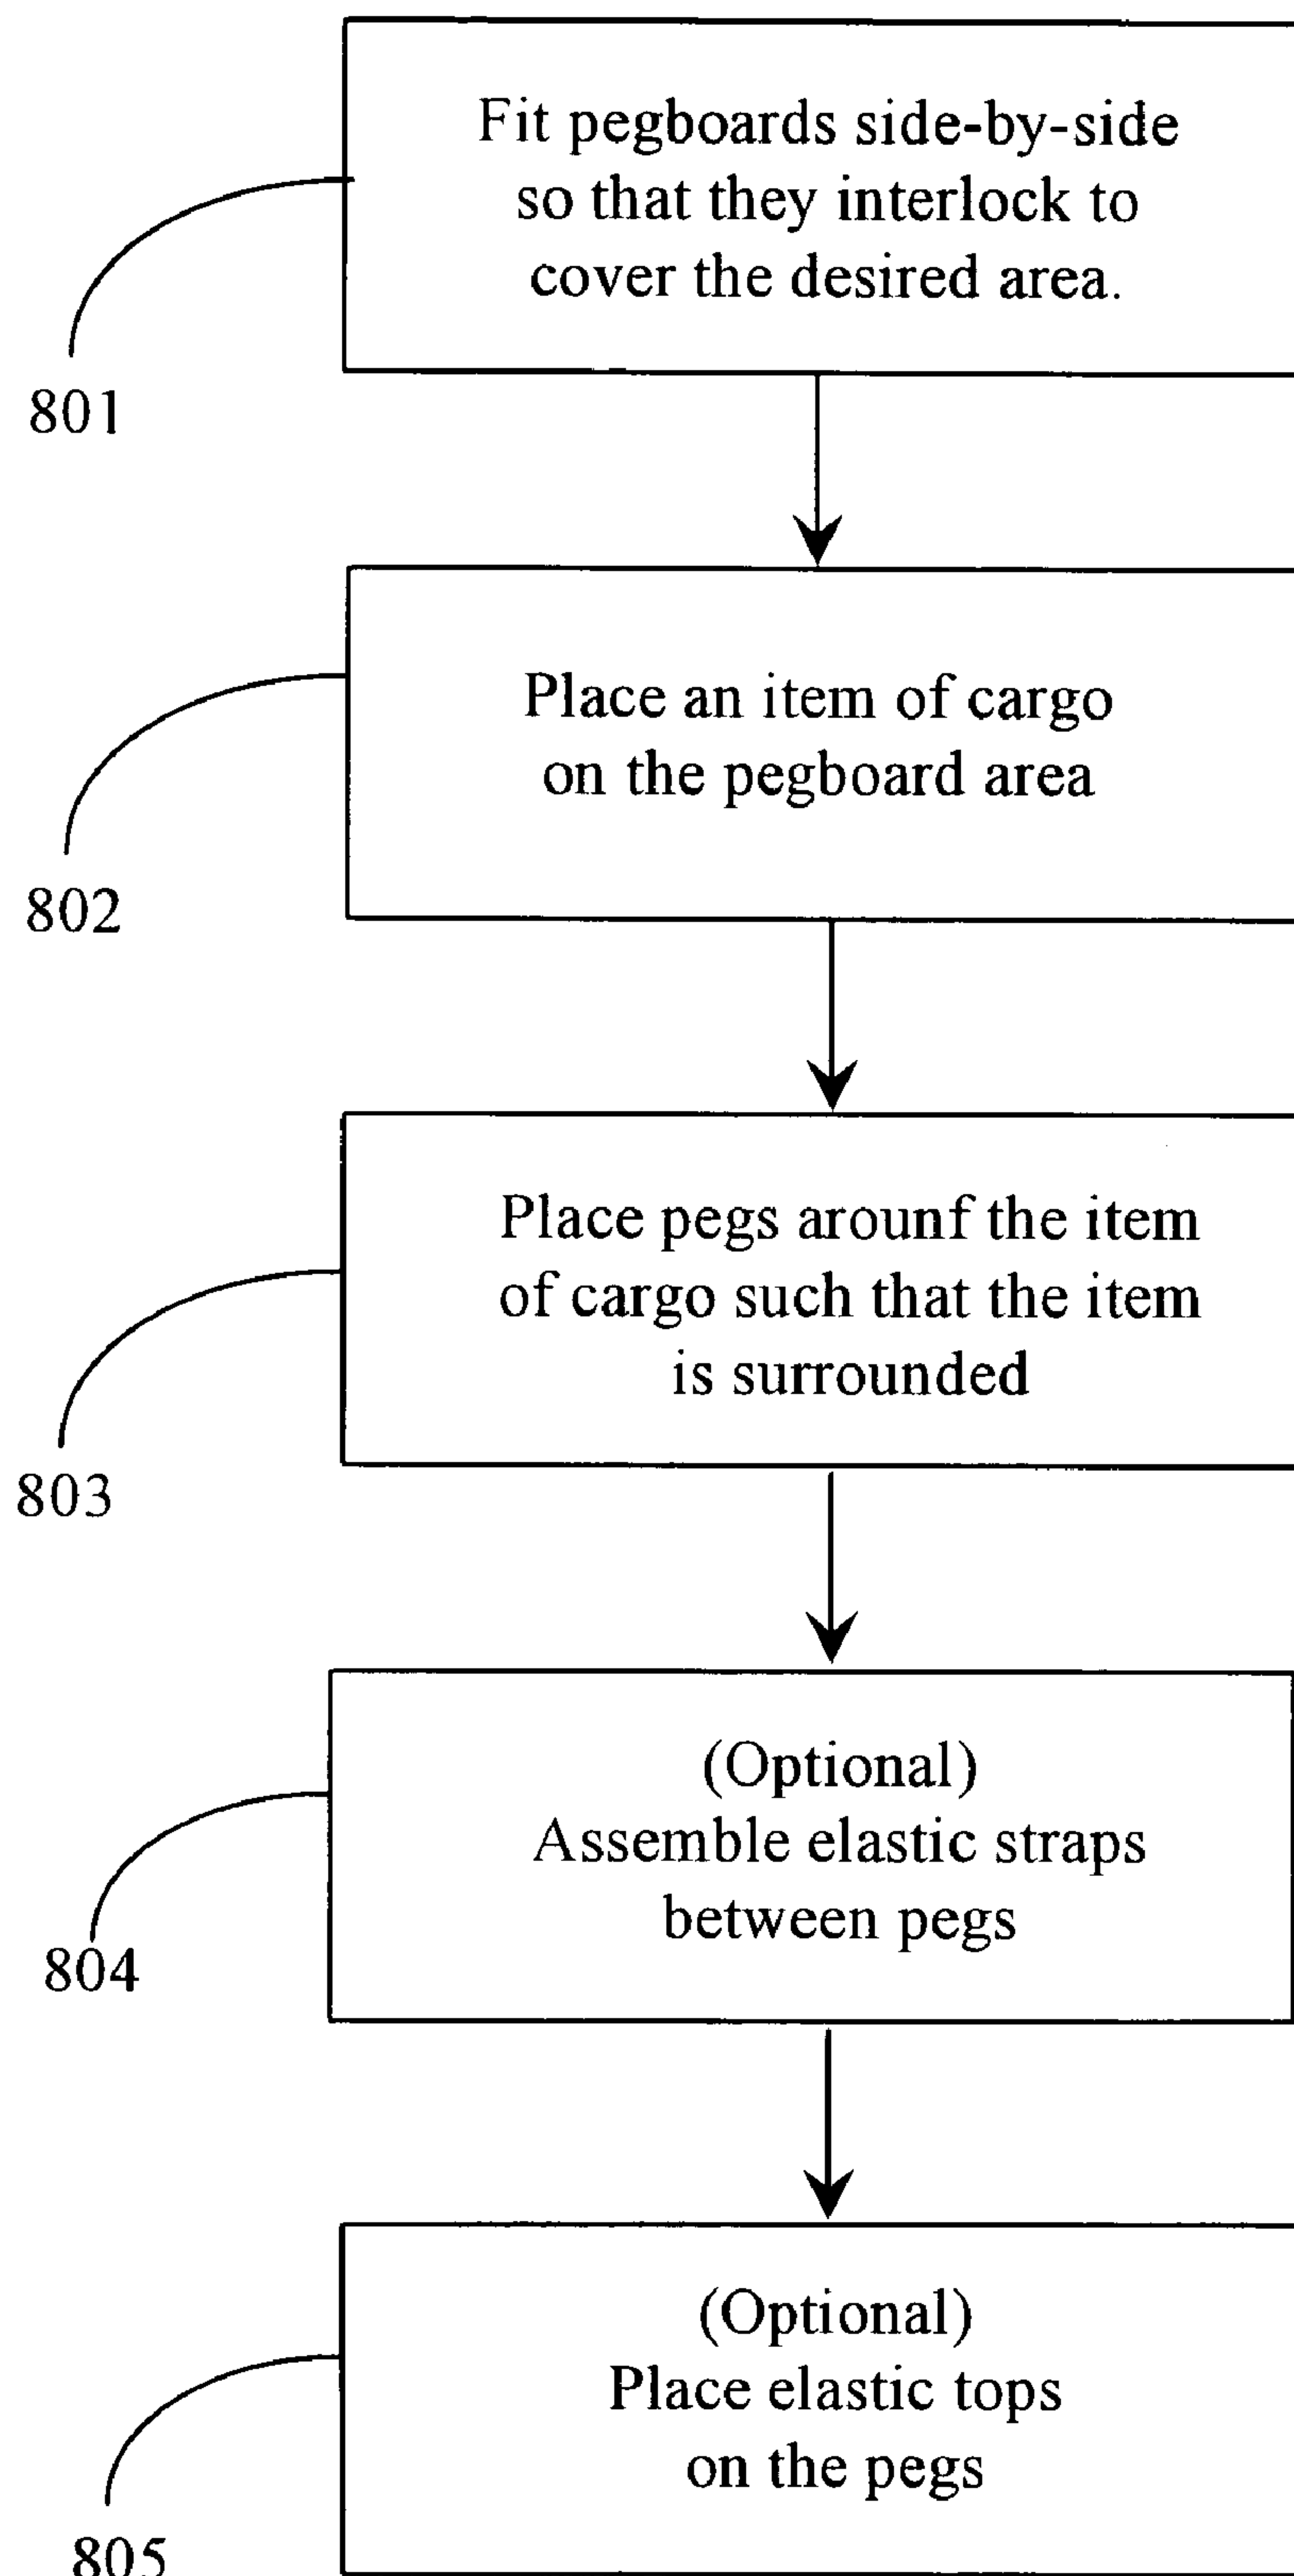 Fit pegboards side-by-side
so that they interlock to
cover the desired area.
801
Place an item of cargo
on the pegboard area
802
Place pegs arounf the item
of cargo such that the item
is surrounded
803
(Optional)
Assemble elastic straps
between pegs
804
(Optional)
Place elastic tops
on the pegs
805